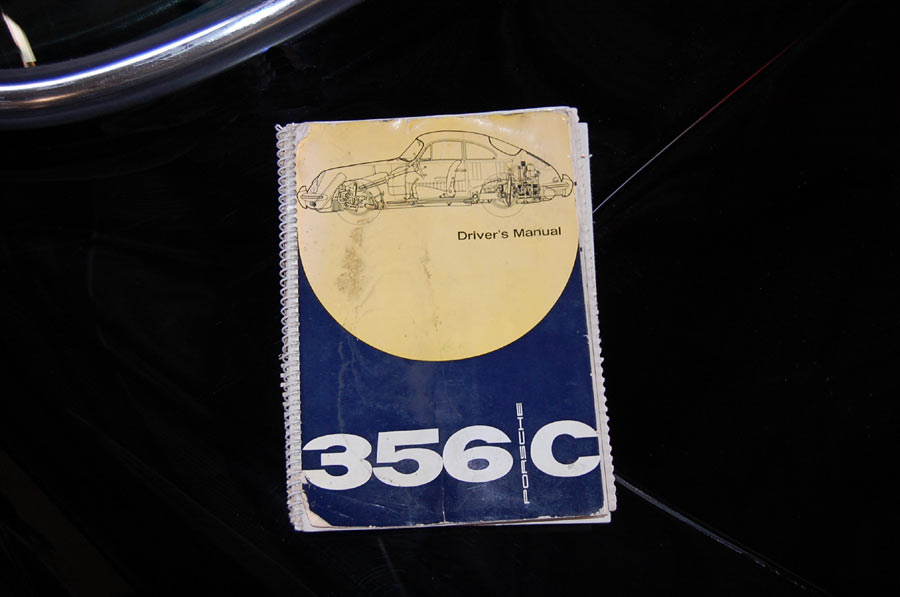 Driver's Manual
356 PORSCHE C